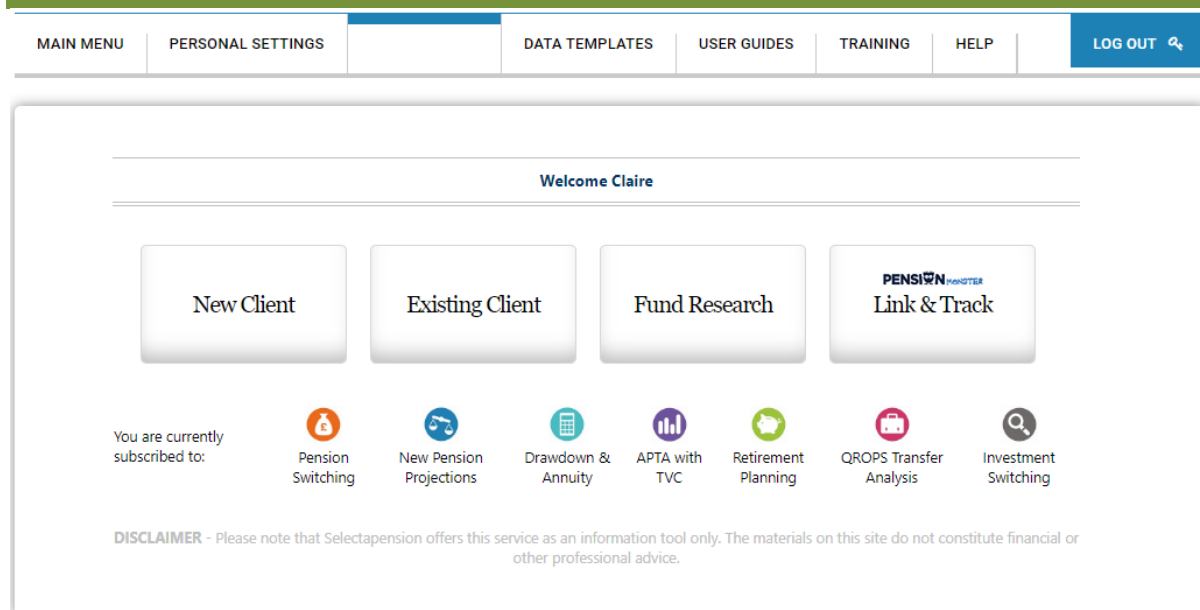 MAIN MENU PERSONAL SETTINGS DATA TEMPLATES USER GUIDES TRAINING HELP LOG OUT
Welcome Claire
New Client
Existing Client
Fund Research
PENSION MONSTER
Link & Track
You are currently
subscribed to:
Pension
Switching
New Pension
Projections
Drawdown &
Annuity
APTA with
TVC
Retirement
Planning
QROPS Transfer
Analysis
Investment
Switching
DISCLAIMER - Please note that Selectapension offers this service as an information tool only. The materials on this site do not constitute financial or
other professional advice.